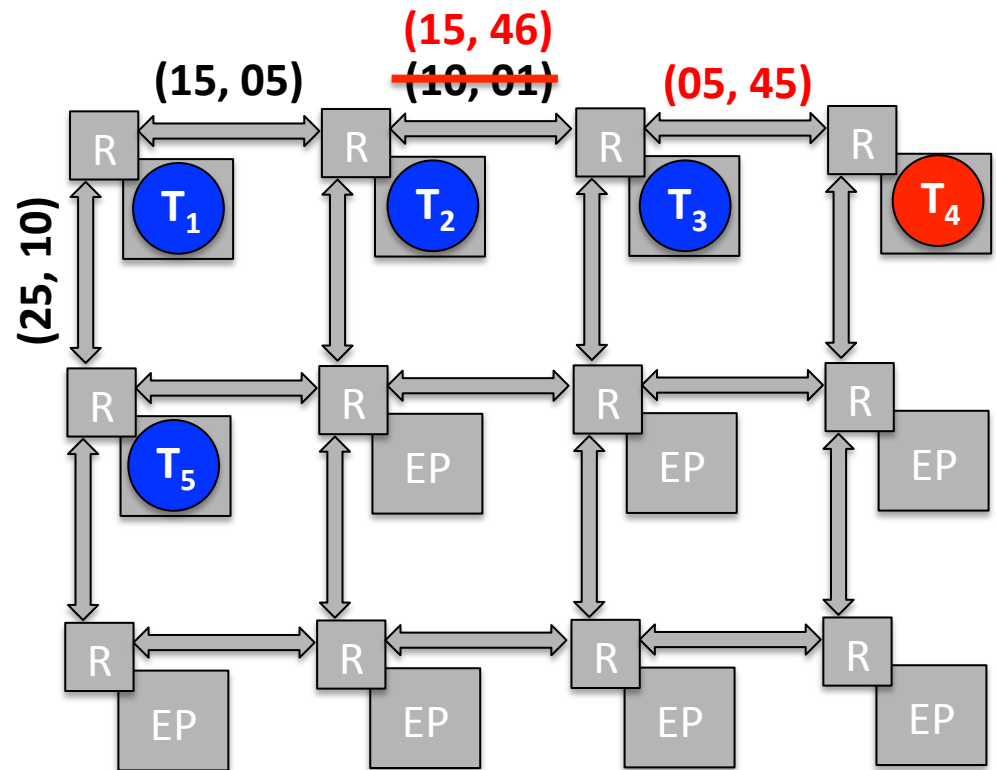 (15, 46)
(15, 05) (10, 01) (05, 45)
R R R R
T1 T2 T3 T4
(25, 10)
R R R R
T5 EP EP EP
R R R R
EP EP EP EP